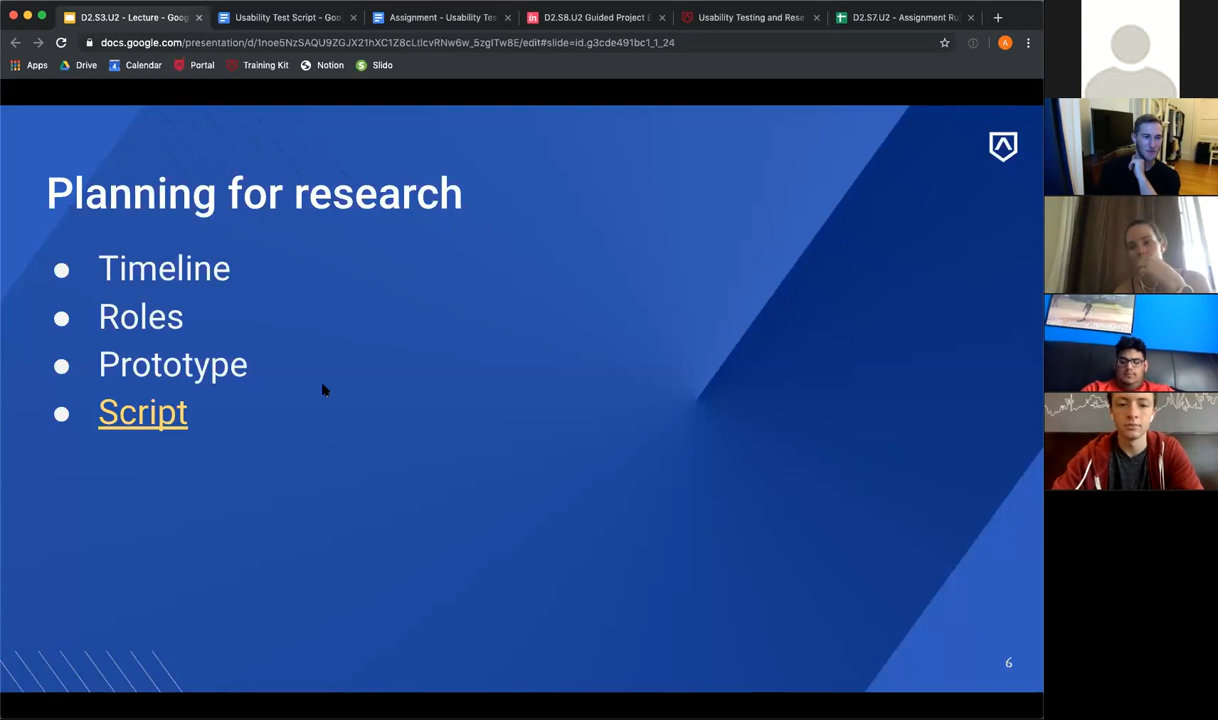 D2.S3.U2 - Lecture - Goog
Usability Test Script - Goo
Assignment - Usability Tes
D2.S8.U2 Guided Project E
Usability Testing and Rese
D2.S7.U2 - Assignment Ru
docs.google.com/presentation/d/1noe5NzSAQU9ZGJX21hXC1Z8cLtIcvRNw6w_5zgITw8E/edit#slide=id.g3cde491bc1_1_24
A
Apps
Drive
Calendar
Portal
Training Kit
Notion
Slido
Planning for research
● Timeline
● Roles
● Prototype
● Script
6